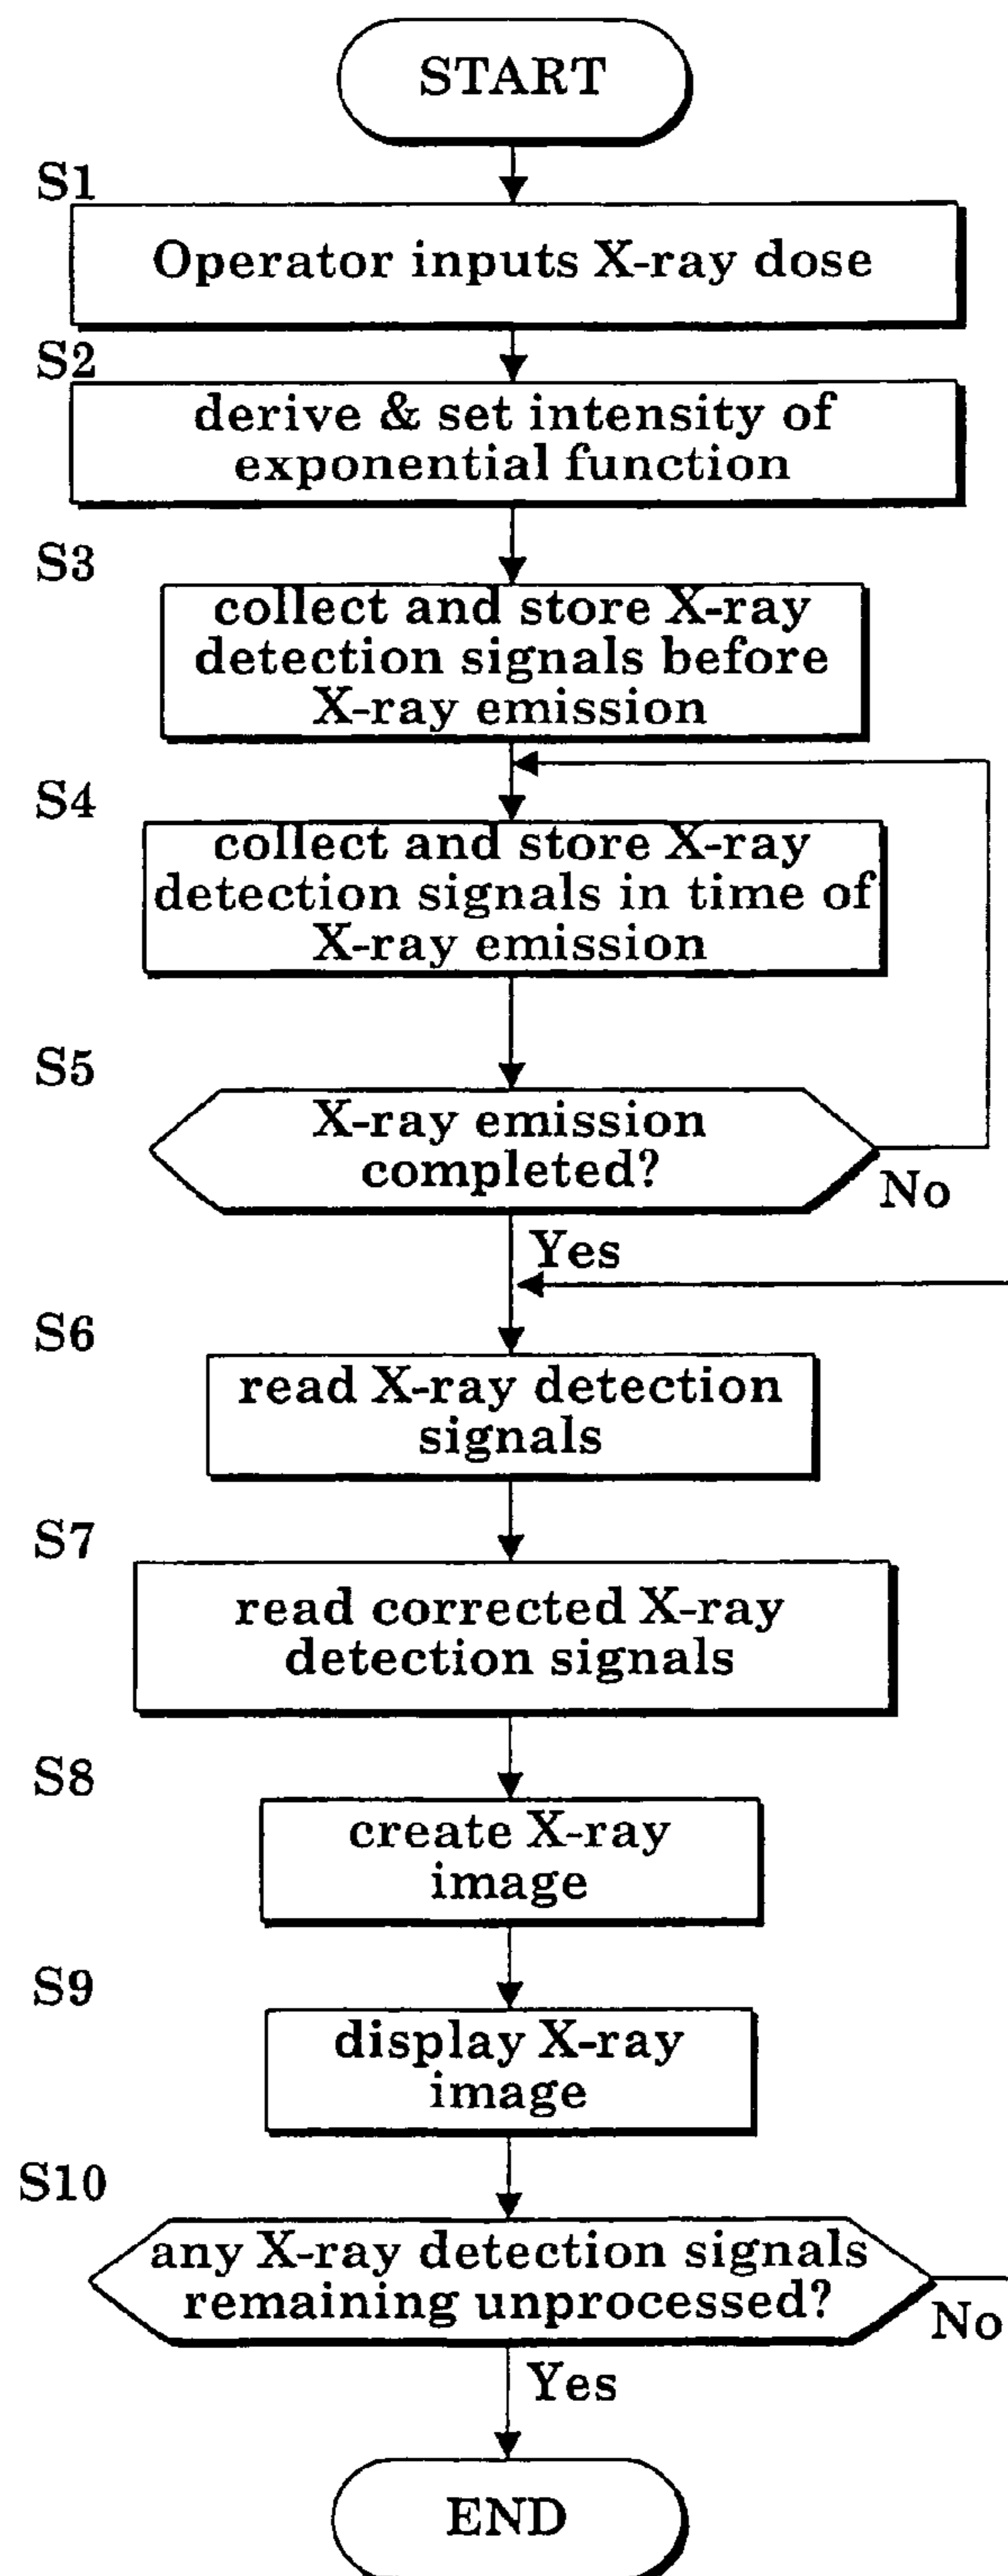 START
S1
Operator inputs X-ray dose
S2
derive & set intensity of
exponential function
S3
collect and store X-ray
detection signals before
X-ray emission
S4
collect and store X-ray
detection signals in time of
X-ray emission
S5
X-ray emission
completed?
No
Yes
S6
read X-ray detection
signals
S7
read corrected X-ray
detection signals
S8
create X-ray
image
S9
display X-ray
image
S10
any X-ray detection signals
remaining unprocessed?
No
Yes
END